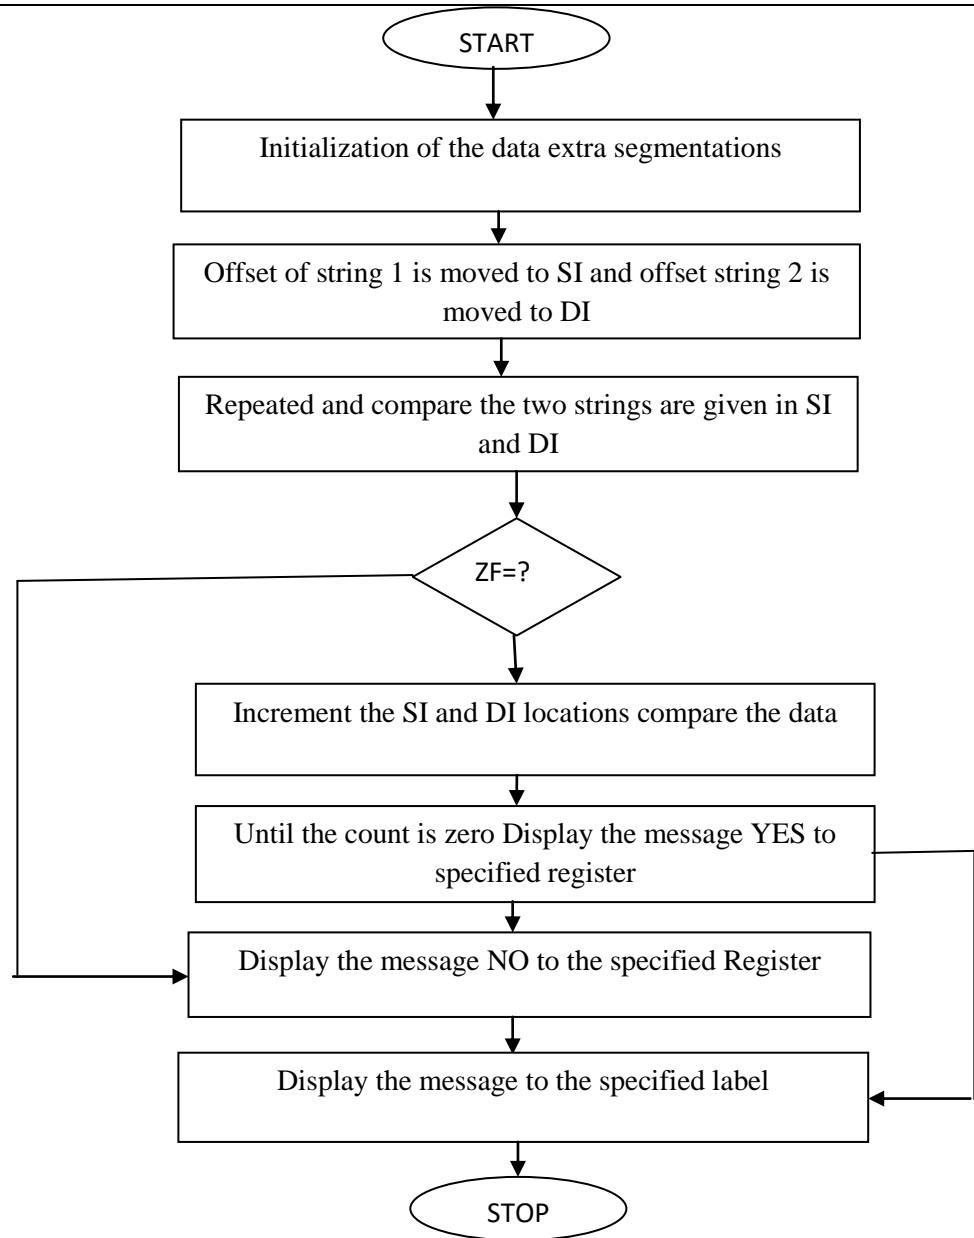 START
Initialization of the data extra segmentations
Offset of string 1 is moved to SI and offset string 2 is
moved to DI
Repeated and compare the two strings are given in SI
and DI
ZF=?
Increment the SI and DI locations compare the data
Until the count is zero Display the message YES to
specified register
Display the message NO to the specified Register
Display the message to the specified label
STOP